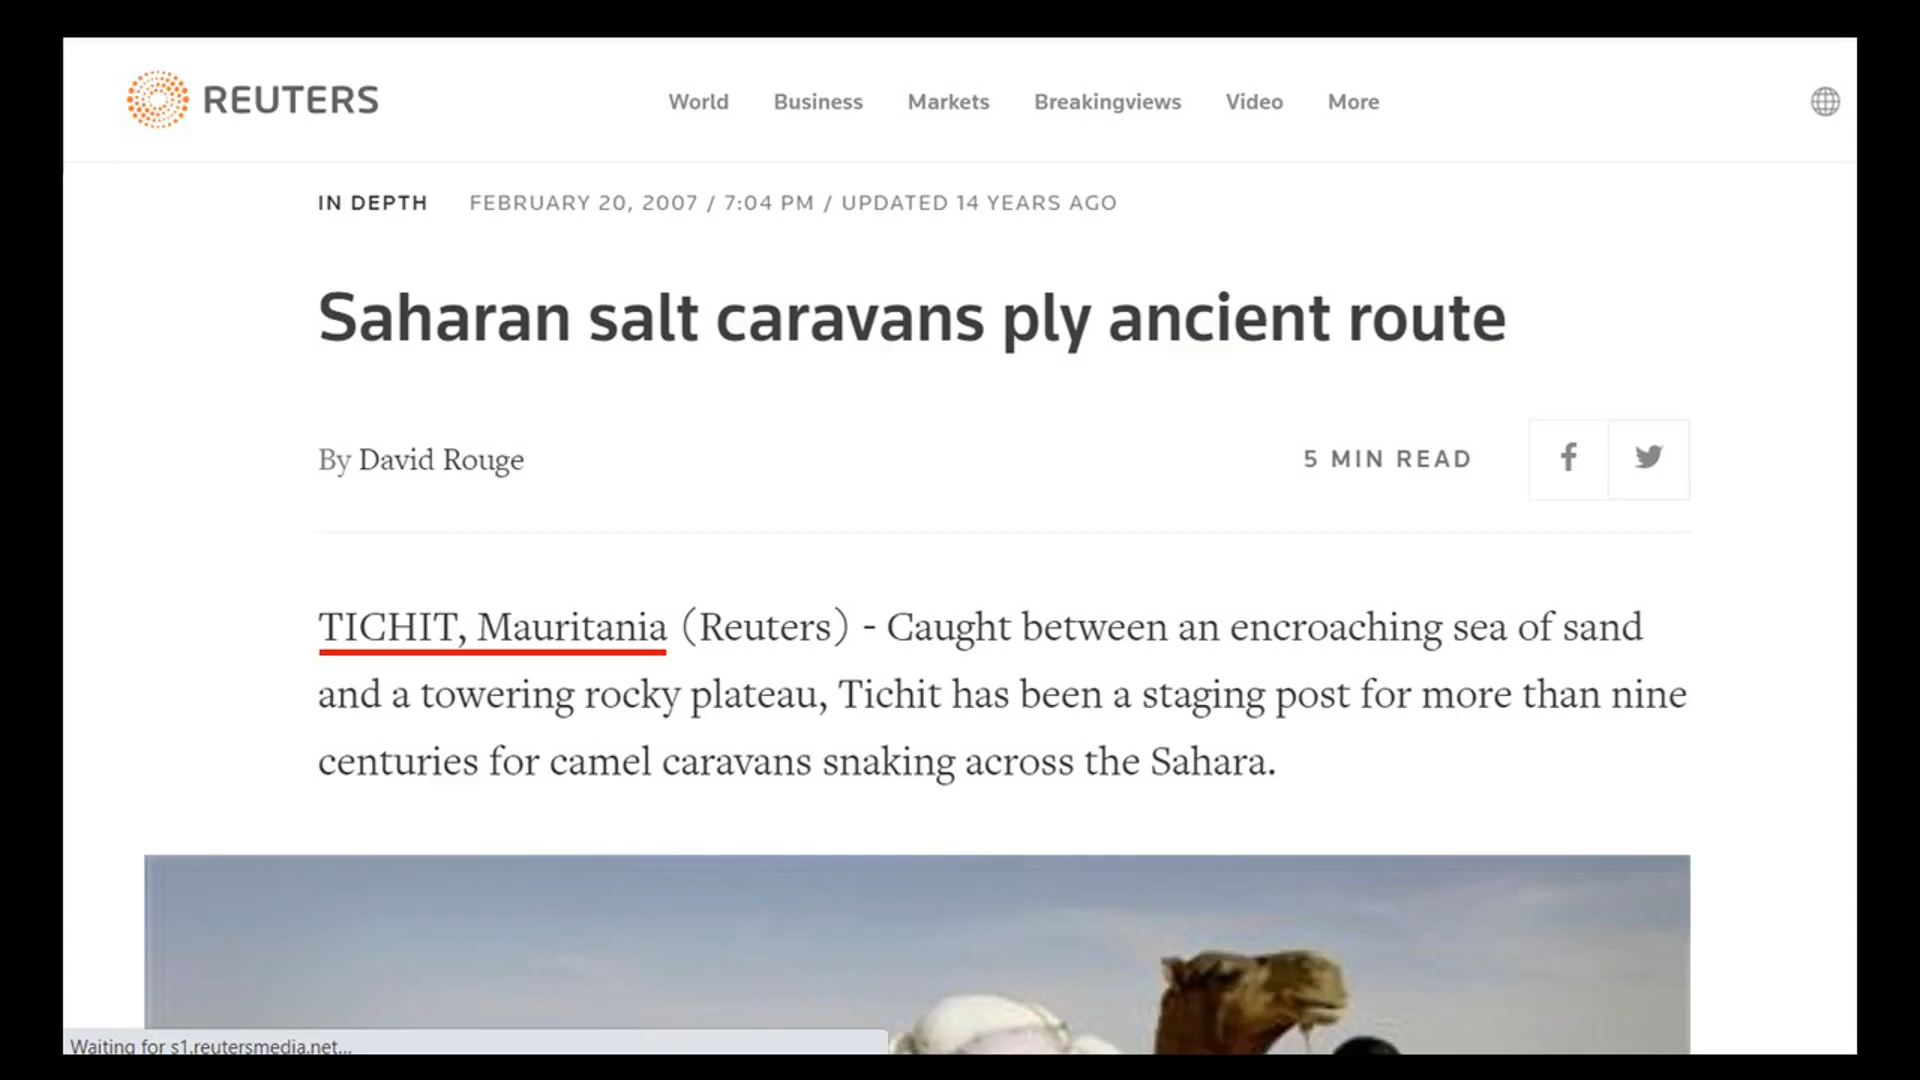 REUTERS
World Business Markets Breakingviews Video More
IN DEPTH FEBRUARY 20, 2007 / 7:04 PM / UPDATED 14 YEARS AGO
Saharan salt caravans ply ancient route
By David Rouge
5 MIN READ
TICHIT, Mauritania (Reuters) - Caught between an encroaching sea of sand
and a towering rocky plateau, Tichit has been a staging post for more than nine
centuries for camel caravans snaking across the Sahara.
Waiting for s1.reutersmedia.net...